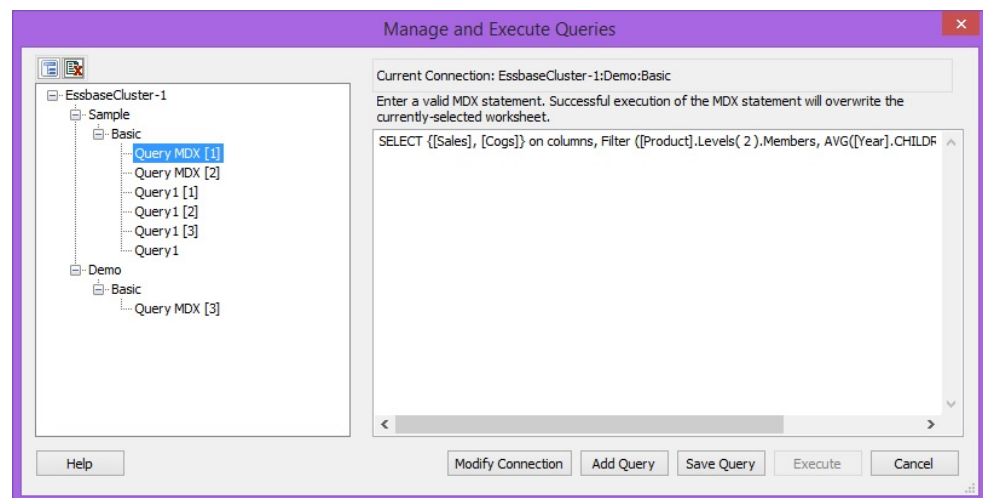 Manage and Execute Queries
EssbaseCluster-1
Sample
Basic
Query MDX [1]
Query MDX [2]
Query1 [1]
Query1 [2]
Query1 [3]
Query1
Demo
Basic
Query MDX [3]
Current Connection: EssbaseCluster-1:Demo:Basic
Enter a valid MDX statement. Successful execution of the MDX statement will overwrite the
currently-selected worksheet.
SELECT {[Sales], [Cogs]} on columns, Filter ([Product].Levels( 2 ).Members, AVG([Year].CHILDR
Help
Modify Connection
Add Query
Save Query
Execute
Cancel